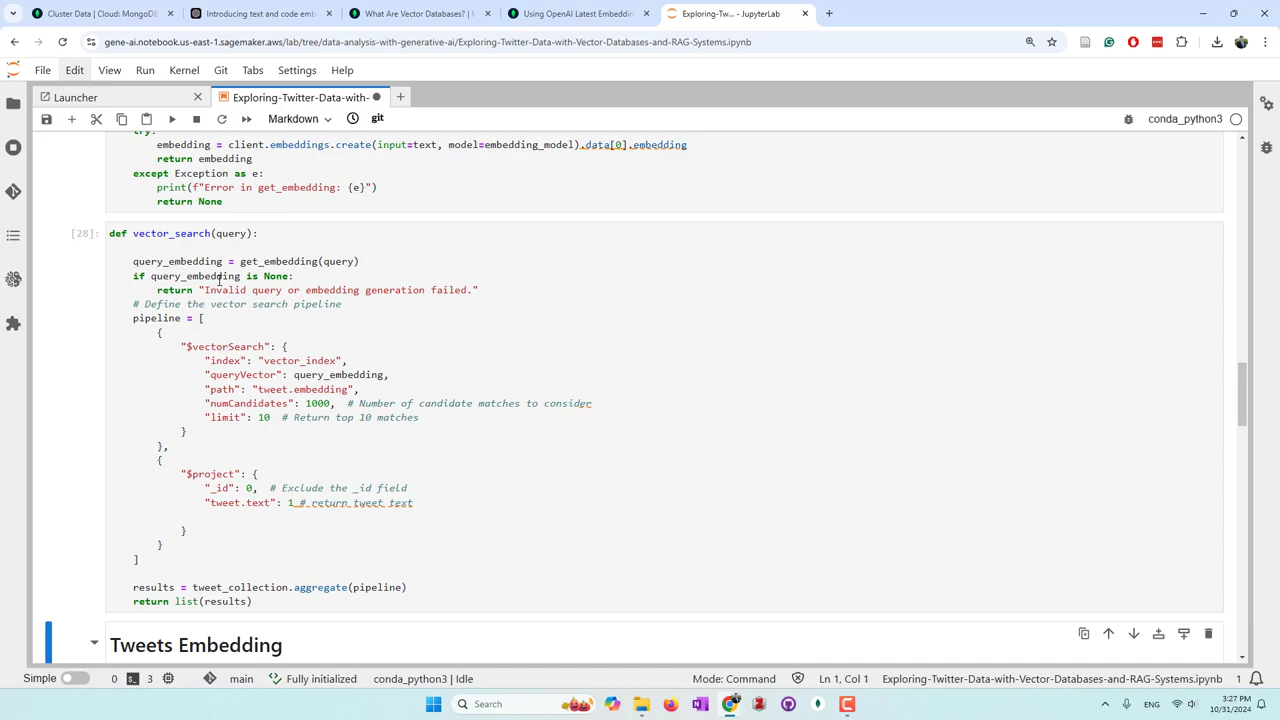 Cluster Data | Cloud: MongoDB
Introducing text and code emb
What Are Vector Databases? | M
Using OpenAI Latest Embeddin
Exploring-Tw... - JupyterLab
gene-ai.notebook.us-east-1.sagemaker.aws/lab/tree/data-analysis-with-generative-ai/Exploring-Twitter-Data-with-Vector-Databases-and-RAG-Systems.ipynb
File Edit View Run Kernel Git Tabs Settings Help
Launcher
Exploring-Twitter-Data-with-
Markdown
git
conda_python3
try:
embedding = client.embeddings.create(input=text, model=embedding_model).data[0].embedding
return embedding
except Exception as e:
print(f"Error in get_embedding: {e}")
return None
[28]:
def vector_search(query):
query_embedding = get_embedding(query)
if query_embedding is None:
return "Invalid query or embedding generation failed."
# Define the vector search pipeline
pipeline = [
{
"$vectorSearch": {
"index": "vector_index",
"queryVector": query_embedding,
"path": "tweet.embedding",
"numCandidates": 1000, # Number of candidate matches to consider
"limit": 10 # Return top 10 matches
}
},
{
"$project": {
"_id": 0, # Exclude the _id field
"tweet.text": 1 # return tweet text
}
}
]
results = tweet_collection.aggregate(pipeline)
return list(results)
Tweets Embedding
Simple 0 3 main Fully initialized conda_python3 | Idle Mode: Command Ln 1, Col 1 Exploring-Twitter-Data-with-Vector-Databases-and-RAG-Systems.ipynb 1
Search
ENG
3:27 PM
10/31/2024